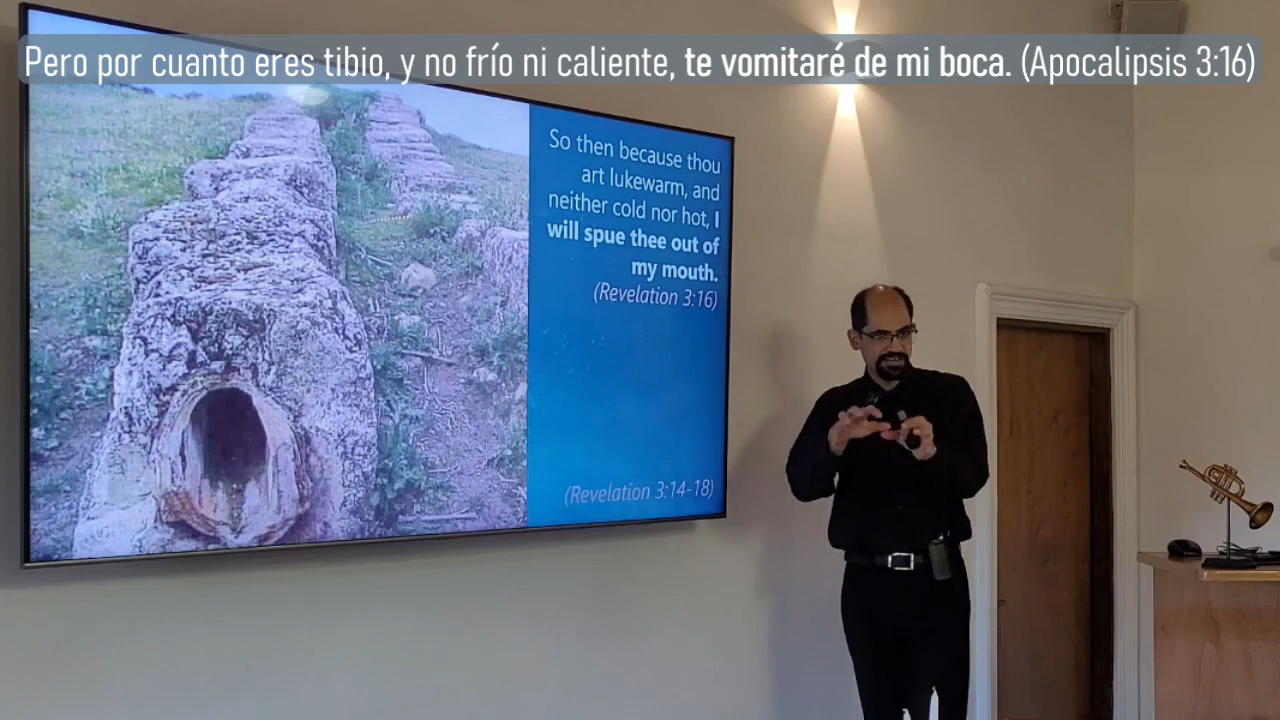 Pero por cuanto eres tibio, y no frío ni caliente, te vomitaré de mi boca. (Apocalipsis 3:16)
So then because thou
art lukewarm, and
neither cold nor hot, I
will spue thee out of
my mouth.
(Revelation 3:16)
(Revelation 3:14-18)